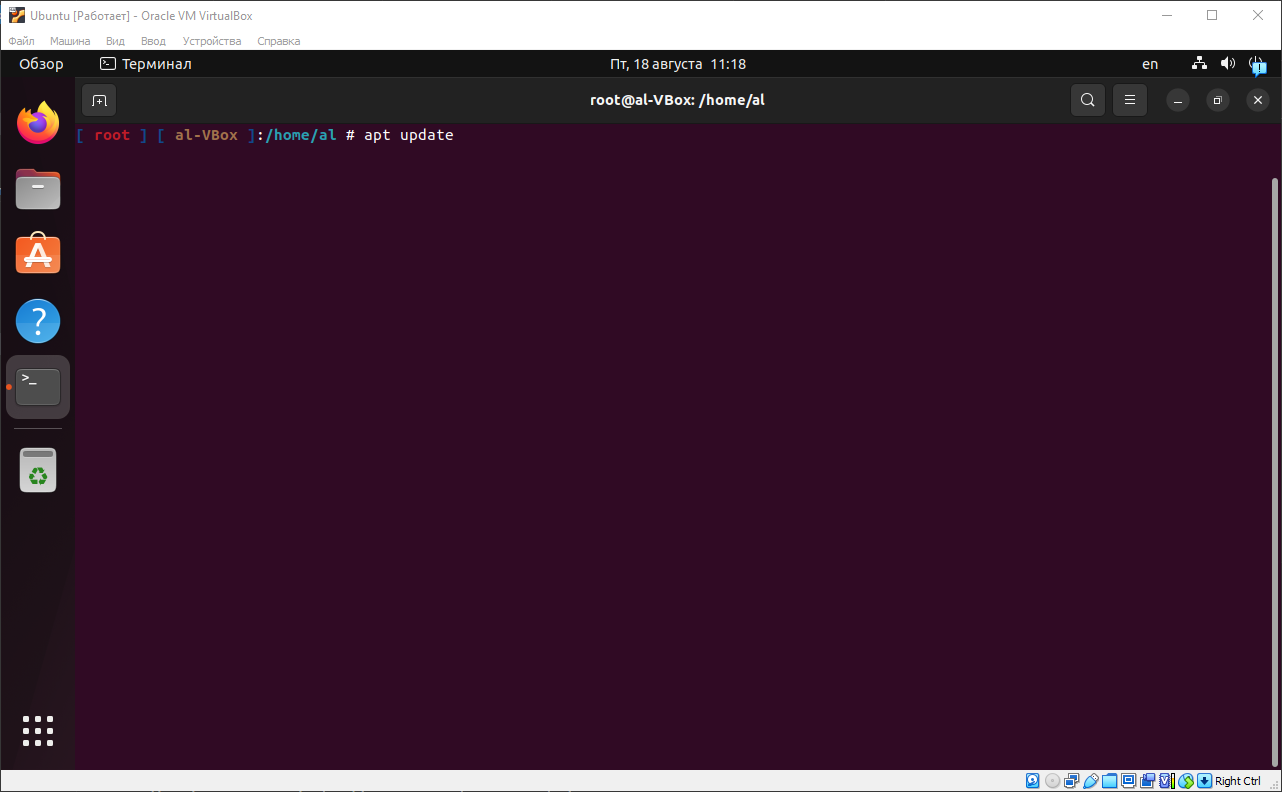 Ubuntu [Работает] - Oracle VM VirtualBox
Файл Машина Вид Ввод Устройства Справка
Обзор Терминал Пт, 18 августа 11:18 en
root@al-VBox: /home/al
[ root ] [ al-VBox ]:/home/al # apt update
Right Ctrl